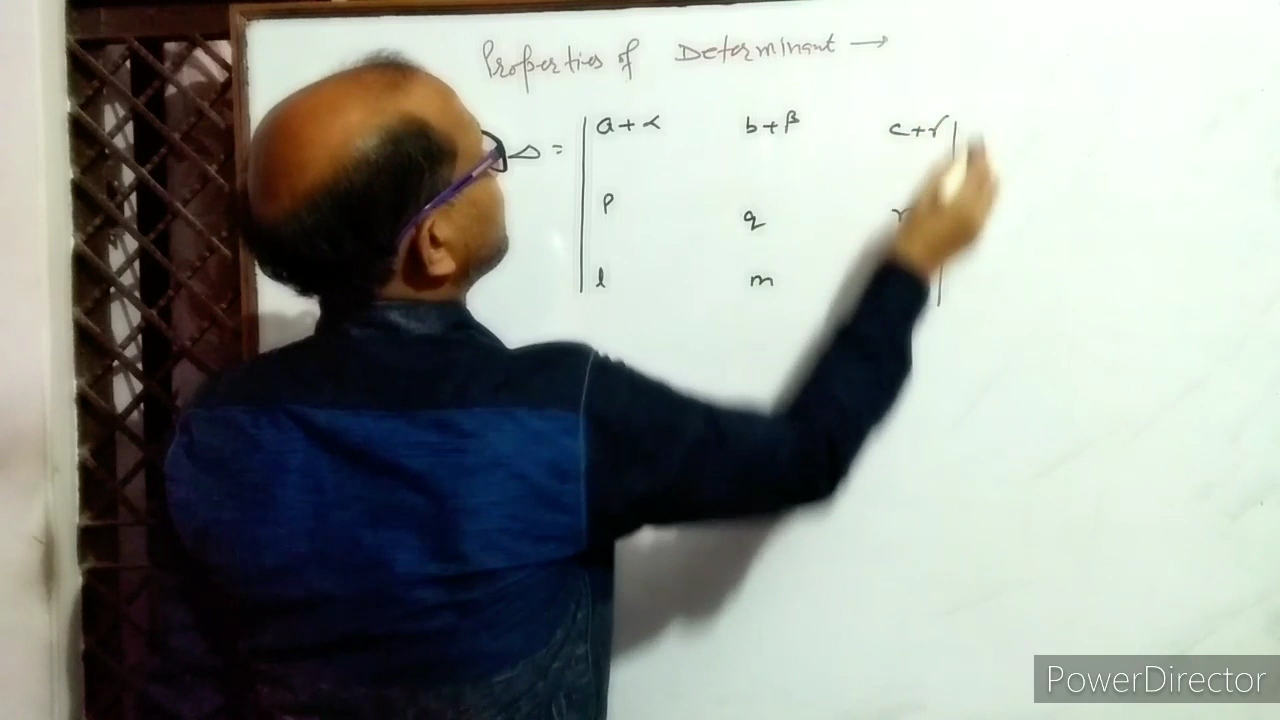 Properties of Determinant →
Δ = | a+α b+β c+γ |
p q r
l m
PowerDirector